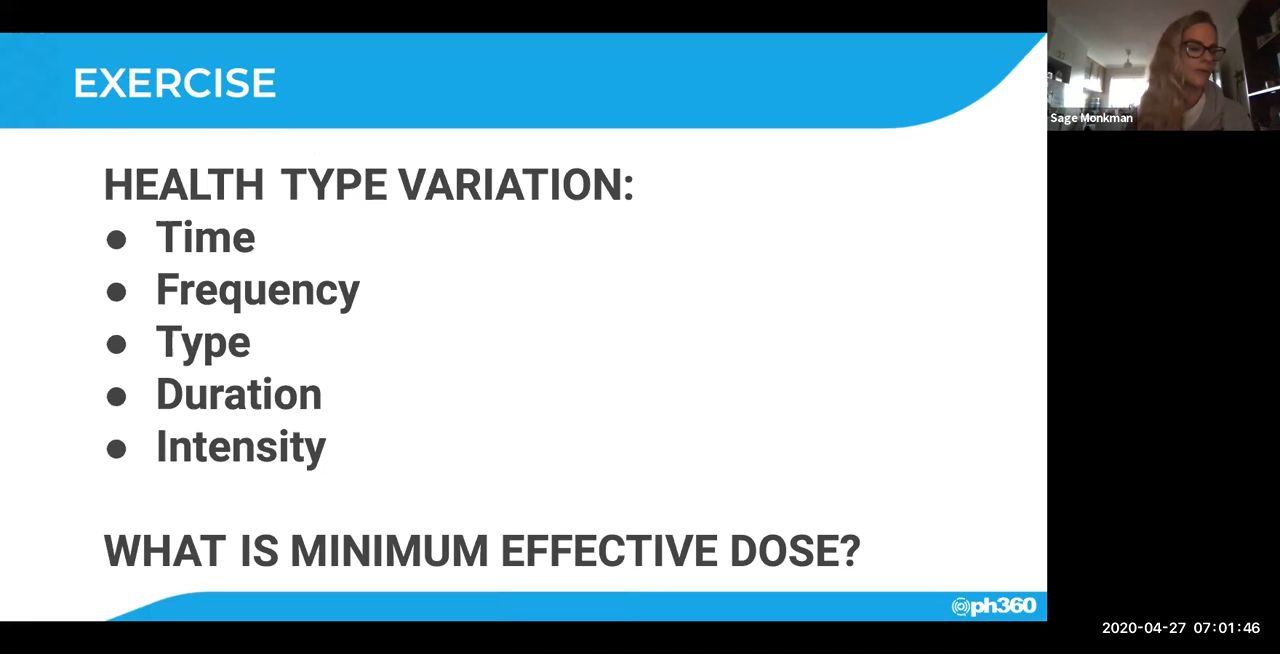 EXERCISE
Sage Monkman
HEALTH TYPE VARIATION:
● Time
● Frequency
● Type
● Duration
● Intensity
WHAT IS MINIMUM EFFECTIVE DOSE?
ph360
2020-04-27 07:01:46